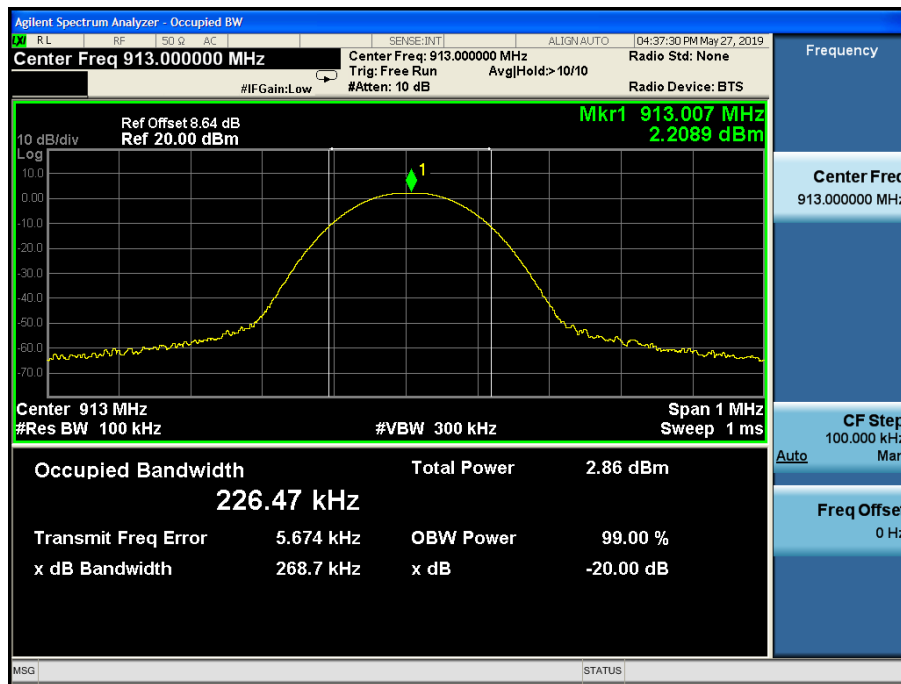 Agilent Spectrum Analyzer - Occupied BW
LXI RL RF 50 Ω AC SENSE:INT ALIGN AUTO 04:37:30 PM May 27, 2019
Center Freq 913.000000 MHz
Center Freq: 913.000000 MHz
Radio Std: None
Trig: Free Run Avg|Hold:> 10/10
#IFGain:Low
#Atten: 10 dB
Radio Device: BTS
Frequency
Mkr1 913.007 MHz
2.2089 dBm
Ref Offset 8.64 dB
10 dB/div Ref 20.00 dBm
Log
1
10.0
0.00
-10.0
-20.0
-30.0
-40.0
-50.0
-60.0
-70.0
Center 913 MHz Span 1 MHz
#Res BW 100 kHz #VBW 300 kHz Sweep 1 ms
Occupied Bandwidth Total Power 2.86 dBm
226.47 kHz
Transmit Freq Error 5.674 kHz OBW Power 99.00 %
x dB Bandwidth 268.7 kHz x dB -20.00 dB
Center Freq
913.000000 MHz
CF Step
100.000 kHz
Auto Man
Freq Offset
0 Hz
MSG STATUS